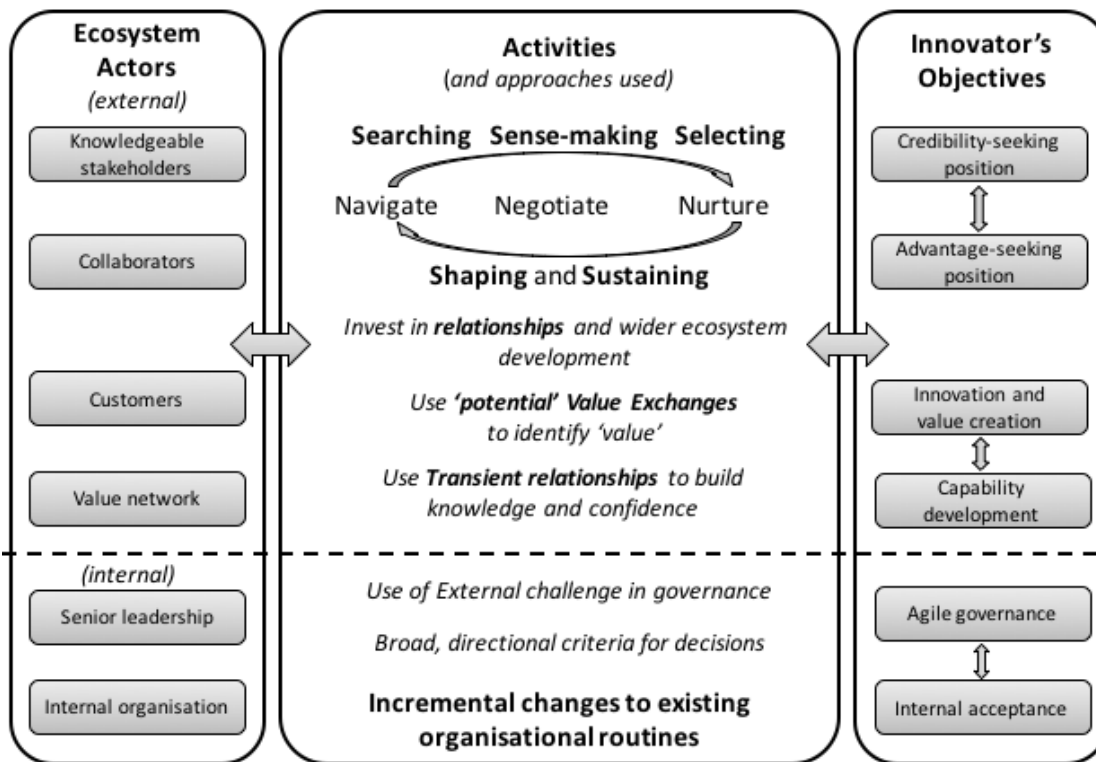 Ecosystem
Actors
(external)
Knowledgeable
stakeholders
Collaborators
Customers
Value network
(internal)
Senior leadership
Internal organisation
Activities
(and approaches used)
Searching Sense-making Selecting
Navigate Negotiate Nurture
Shaping and Sustaining
Invest in relationships and wider ecosystem
development
Use ‘potential’ Value Exchanges
to identify ‘value’
Use Transient relationships to build
knowledge and confidence
Use of External challenge in governance
Broad, directional criteria for decisions
Incremental changes to existing
organisational routines
Innovator’s
Objectives
Credibility-seeking
position
Advantage-seeking
position
Innovation and
value creation
Capability
development
Agile governance
Internal acceptance